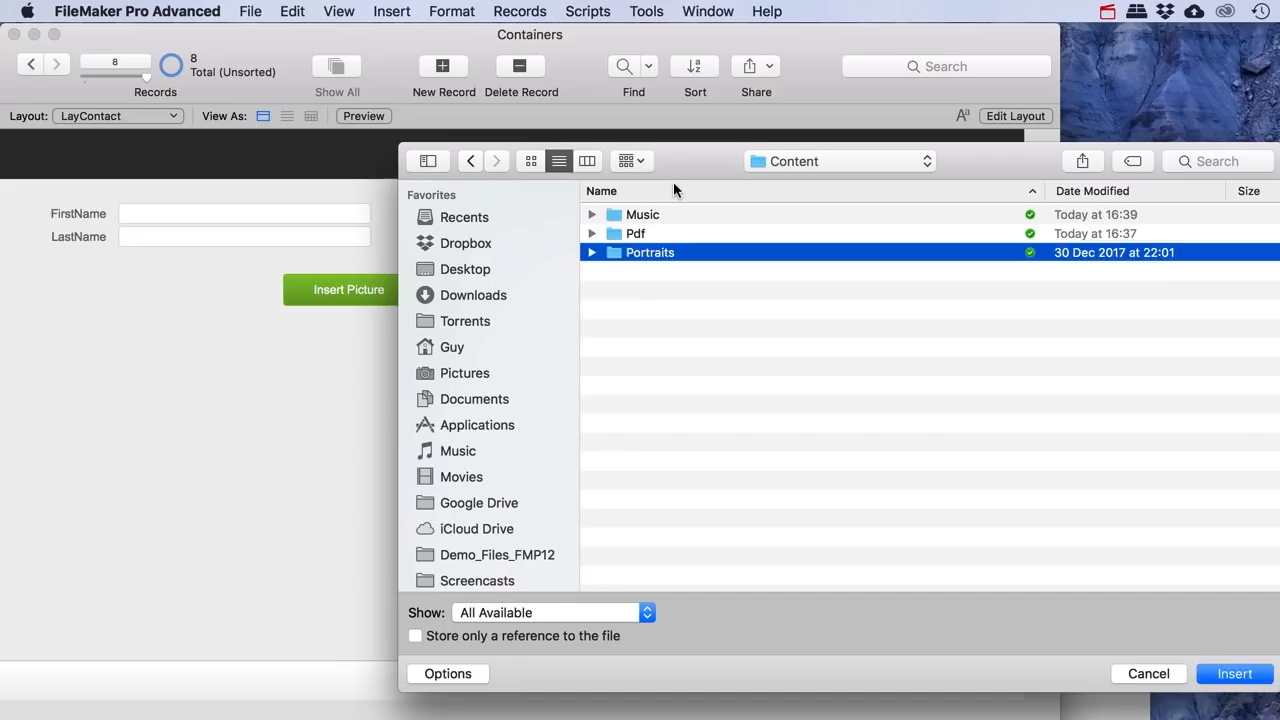 FileMaker Pro Advanced File Edit View Insert Format Records Scripts Tools Window Help
Containers
8
8
Total (Unsorted)
Search
Records Show All New Record Delete Record Find Sort Share
Layout: LayContact View As: Preview Aª Edit Layout
Content Search
FirstName
LastName
Insert Picture
Favorites
Recents
Dropbox
Desktop
Downloads
Torrents
Guy
Pictures
Documents
Applications
Music
Movies
Google Drive
iCloud Drive
Demo_Files_FMP12
Screencasts
Name Date Modified Size
Music Today at 16:39
Pdf Today at 16:37
Portraits 30 Dec 2017 at 22:01
Show: All Available
Store only a reference to the file
Options Cancel Insert